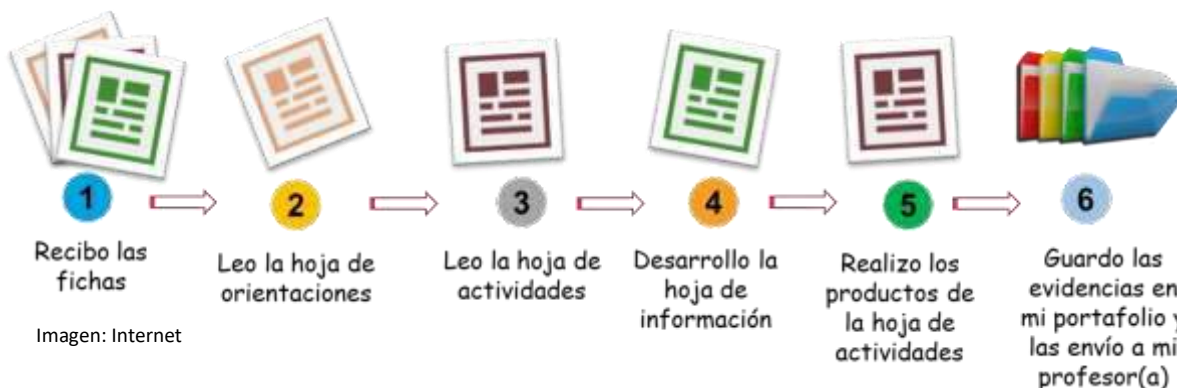 1
Recibo las
fichas
2
Leo la hoja de
orientaciones
3
Leo la hoja de
actividades
4
Desarrollo la
hoja de
información
5
Realizo los
productos de
la hoja de
actividades
6
Guardo las
evidencias en
mi portafolio y
las envío a mi
profesor(a)
Imagen: Internet